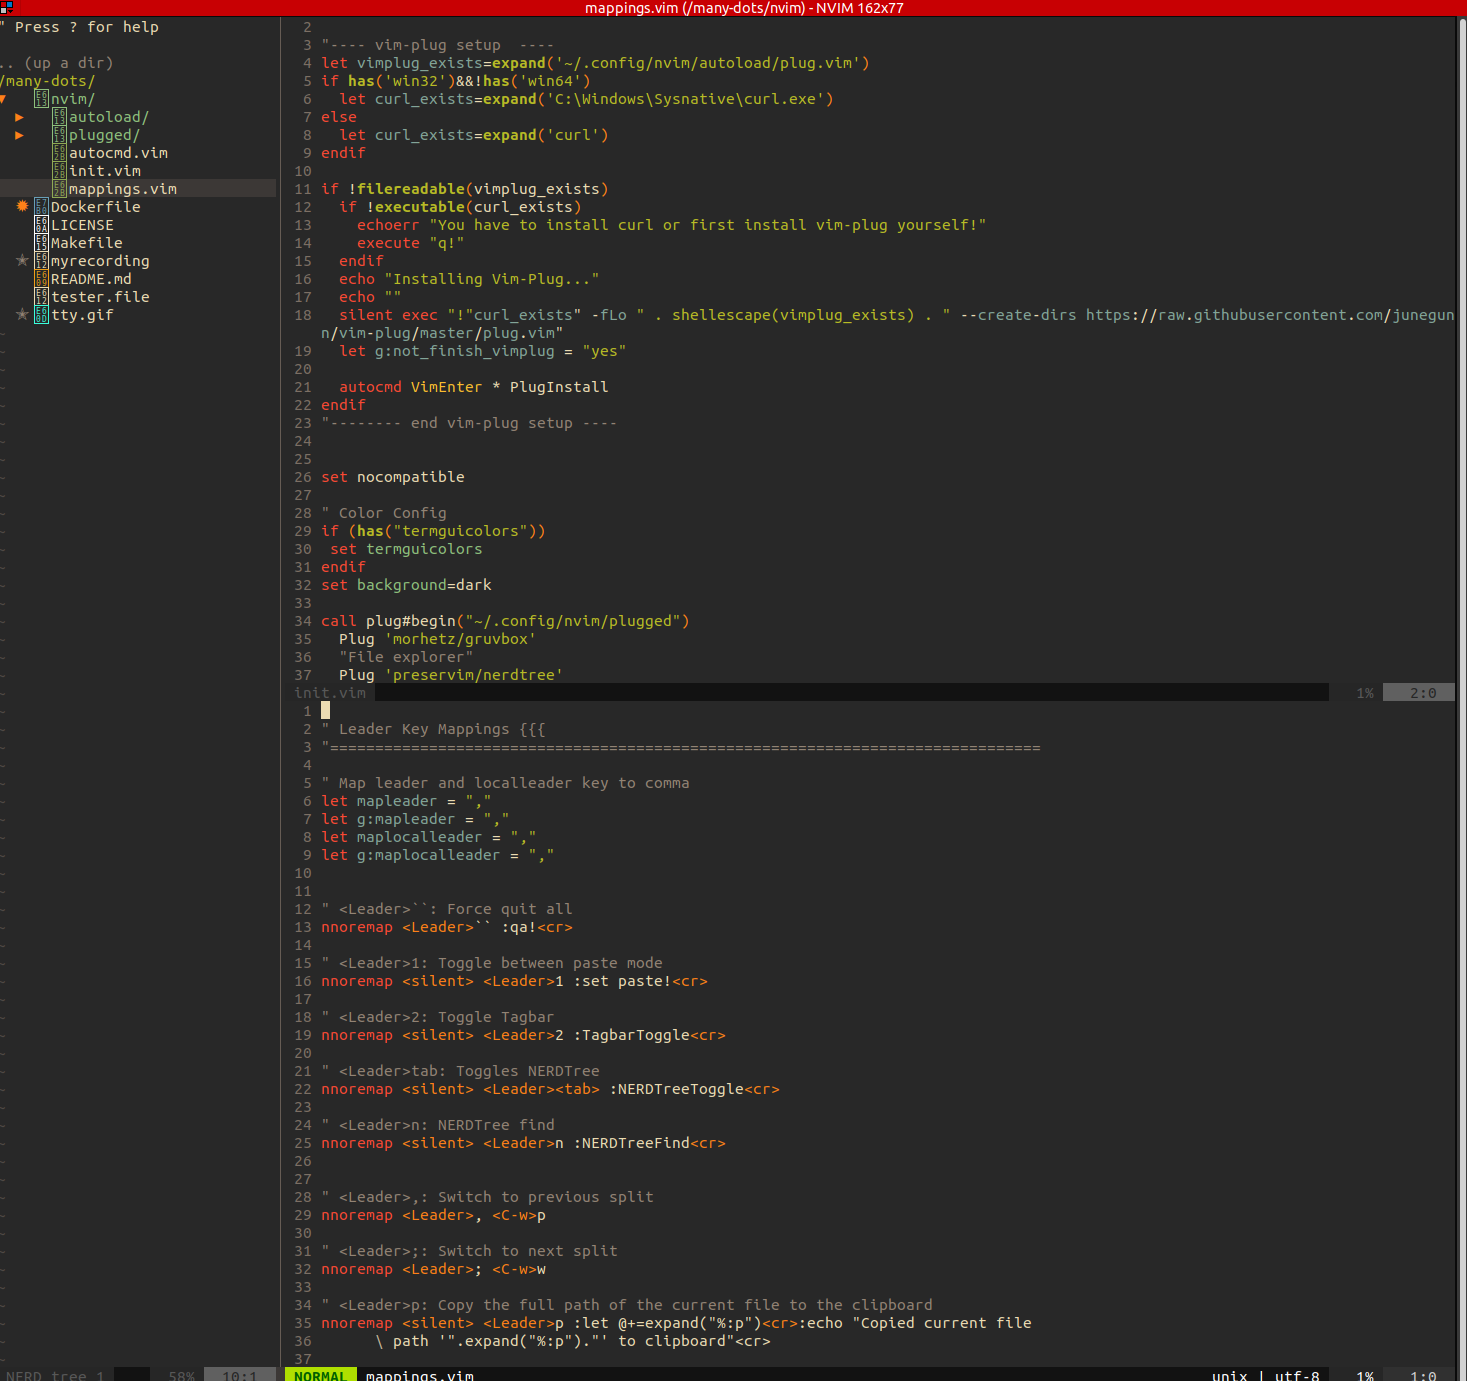 mappings.vim (/many-dots/nvim) - NVIM 162x77
" Press ? for help
.. (up a dir)
/many-dots/
nvim/
autoload/
plugged/
autocmd.vim
init.vim
mappings.vim
Dockerfile
LICENSE
Makefile
myrecording
README.md
tester.file
tty.gif
2
3 "---- vim-plug setup  ----
4 let vimplug_exists=expand('~/.config/nvim/autoload/plug.vim')
5 if has('win32')&&!has('win64')
6   let curl_exists=expand('C:\Windows\Sysnative\curl.exe')
7 else
8   let curl_exists=expand('curl')
9 endif
10
11 if !filereadable(vimplug_exists)
12   if !executable(curl_exists)
13     echoerr "You have to install curl or first install vim-plug yourself!"
14     execute "q!"
15   endif
16   echo "Installing Vim-Plug..."
17   echo ""
18   silent exec "!"curl_exists" -fLo " . shellescape(vimplug_exists) . " --create-dirs https://raw.githubusercontent.com/junegun
n/vim-plug/master/plug.vim"
19   let g:not_finish_vimplug = "yes"
20
21   autocmd VimEnter * PlugInstall
22 endif
23 "-------- end vim-plug setup ----
24
25
26 set nocompatible
27
28 " Color Config
29 if (has("termguicolors"))
30  set termguicolors
31 endif
32 set background=dark
33
34 call plug#begin("~/.config/nvim/plugged")
35   Plug 'morhetz/gruvbox'
36   "File explorer"
37   Plug 'preservim/nerdtree'
init.vim 1% 2:0
1
2 " Leader Key Mappings {{{
3 "===============================================================================
4
5 " Map leader and localleader key to comma
6 let mapleader = ","
7 let g:mapleader = ","
8 let maplocalleader = ","
9 let g:maplocalleader = ","
10
11
12 " <Leader>``: Force quit all
13 nnoremap <Leader>`` :qa!<cr>
14
15 " <Leader>1: Toggle between paste mode
16 nnoremap <silent> <Leader>1 :set paste!<cr>
17
18 " <Leader>2: Toggle Tagbar
19 nnoremap <silent> <Leader>2 :TagbarToggle<cr>
20
21 " <Leader>tab: Toggles NERDTree
22 nnoremap <silent> <Leader><tab> :NERDTreeToggle<cr>
23
24 " <Leader>n: NERDTree find
25 nnoremap <silent> <Leader>n :NERDTreeFind<cr>
26
27
28 " <Leader>,: Switch to previous split
29 nnoremap <Leader>, <C-w>p
30
31 " <Leader>;: Switch to next split
32 nnoremap <Leader>; <C-w>w
33
34 " <Leader>p: Copy the full path of the current file to the clipboard
35 nnoremap <silent> <Leader>p :let @+=expand("%:p")<cr>:echo "Copied current file
36       \ path '".expand("%:p")."' to clipboard"<cr>
37
NERD_tree_1 58% 10:1 NORMAL mappings.vim unix | utf-8 1% 1:0